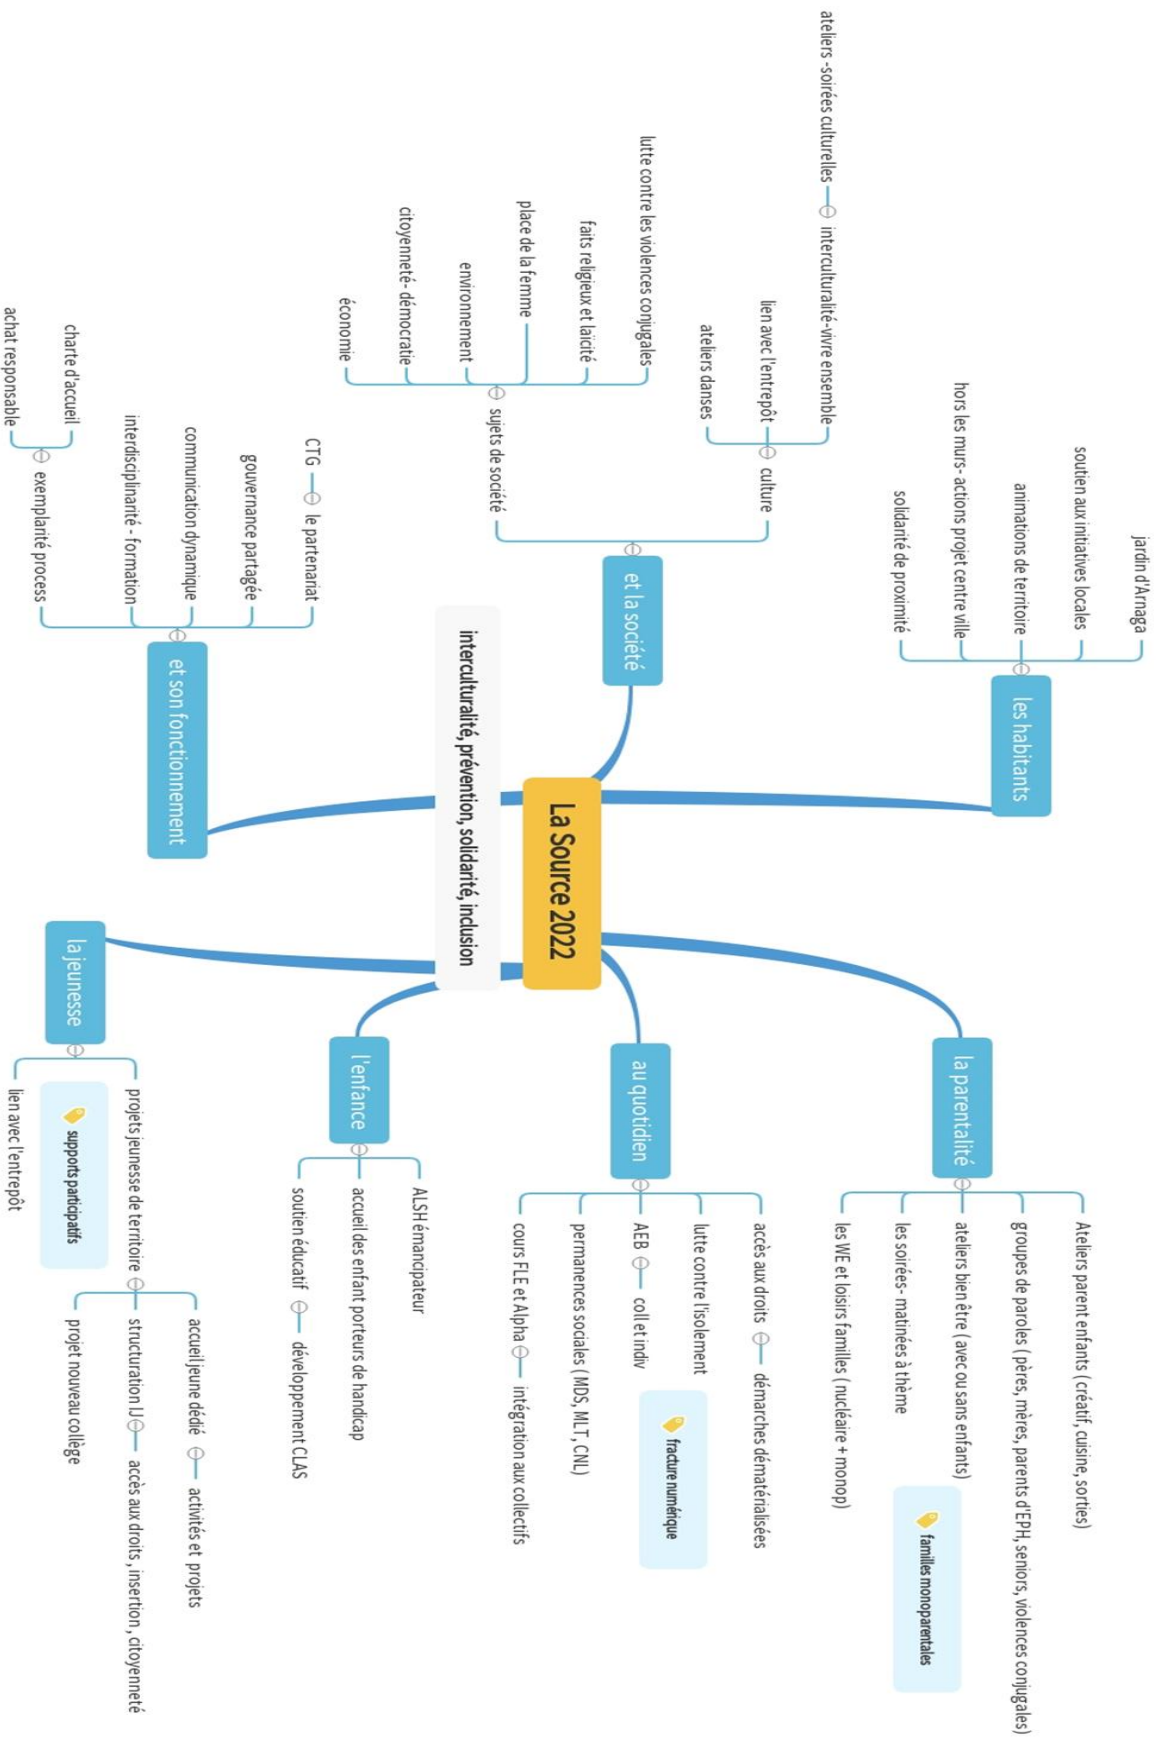 La Source 2022
interculturalité, prévention, solidarité, inclusion
la parentalité
Ateliers parent enfants ( créatif, cuisine, sorties)
groupes de paroles ( pères, mères, parents d'EPH, seniors, violences conjugales)
ateliers bien être ( avec ou sans enfants)
familles monoparentales
les soirées- matinées à thème
les WE et loisirs familles ( nucléaire + monop)
au quotidien
accès aux droits
démarches dématérialisées
lutte contre l'isolement
fracture numérique
AEB
coll et indiv
permanences sociales ( MDS, MLT, CNL)
cours FLE et Alpha
intégration aux collectifs
l'enfance
ALSH émancipateur
accueil des enfant porteurs de handicap
soutien éducatif
développement CLAS
la jeunesse
projets jeunesse de territoire
accueil jeune dédié
activités et projets
structuration IJ
accès aux droits , insertion , citoyenneté
projet nouveau collège
supports participatifs
lien avec l'entrepôt
les habitants
jardin d'Arnaga
soutien aux initiatives locales
animations de territoire
hors les murs- actions projet centre ville
solidarité de proximité
et la société
culture
interculturalité-vivre ensemble
ateliers -soirées culturelles
lien avec l'entrepôt
ateliers danses
sujets de société
lutte contre les violences conjugales
faits religieux et laïcité
place de la femme
environnement
citoyenneté- démocratie
économie
et son fonctionnement
le partenariat
CTG
gouvernance partagée
communication dynamique
interdisciplinarité - formation
exemplarité process
charte d'accueil
achat responsable